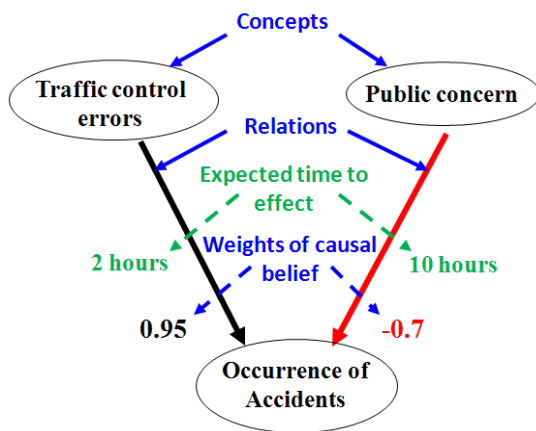 Concepts
Traffic control
errors
Public concern
Relations
Expected time to
effect
2 hours
Weights of causal
belief
10 hours
0.95
-0.7
Occurrence of
Accidents